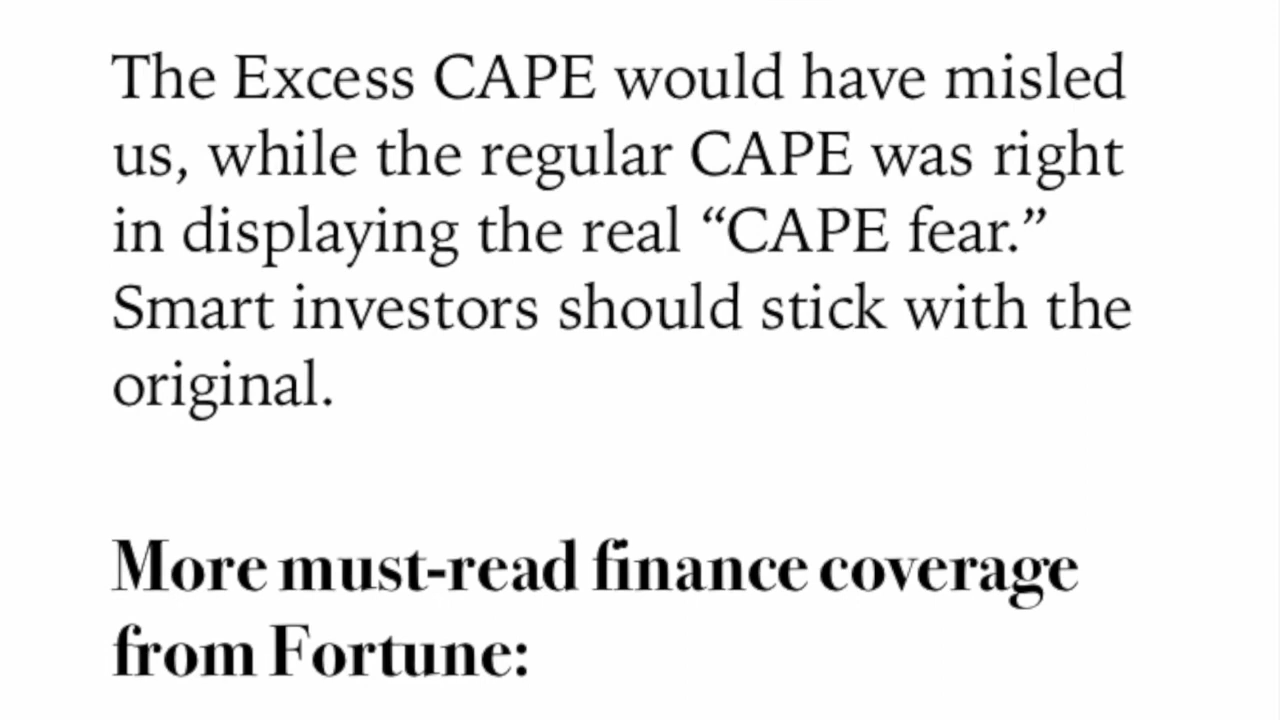 The Excess CAPE would have misled
us, while the regular CAPE was right
in displaying the real “CAPE fear.”
Smart investors should stick with the
original.
More must-read finance coverage
from Fortune: